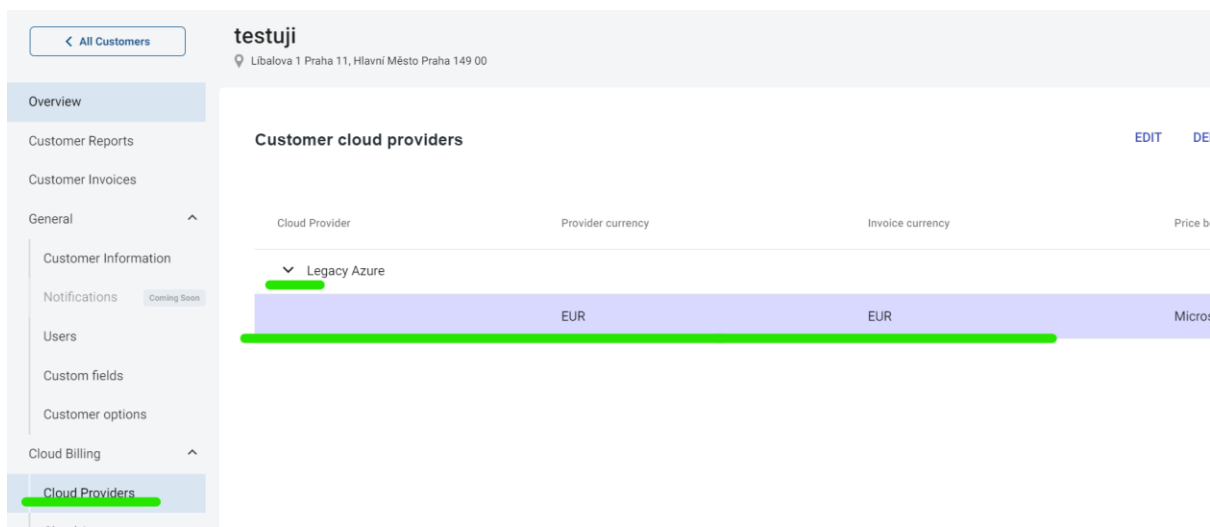 All Customers
testuji
Líbalova 1 Praha 11, Hlavní Město Praha 149 00
Overview
Customer Reports
Customer Invoices
General
Customer Information
Notifications Coming Soon
Users
Custom fields
Customer options
Cloud Billing
Cloud Providers
Customer cloud providers
EDIT
Cloud Provider Provider currency Invoice currency Price b
Legacy Azure
EUR EUR Micros